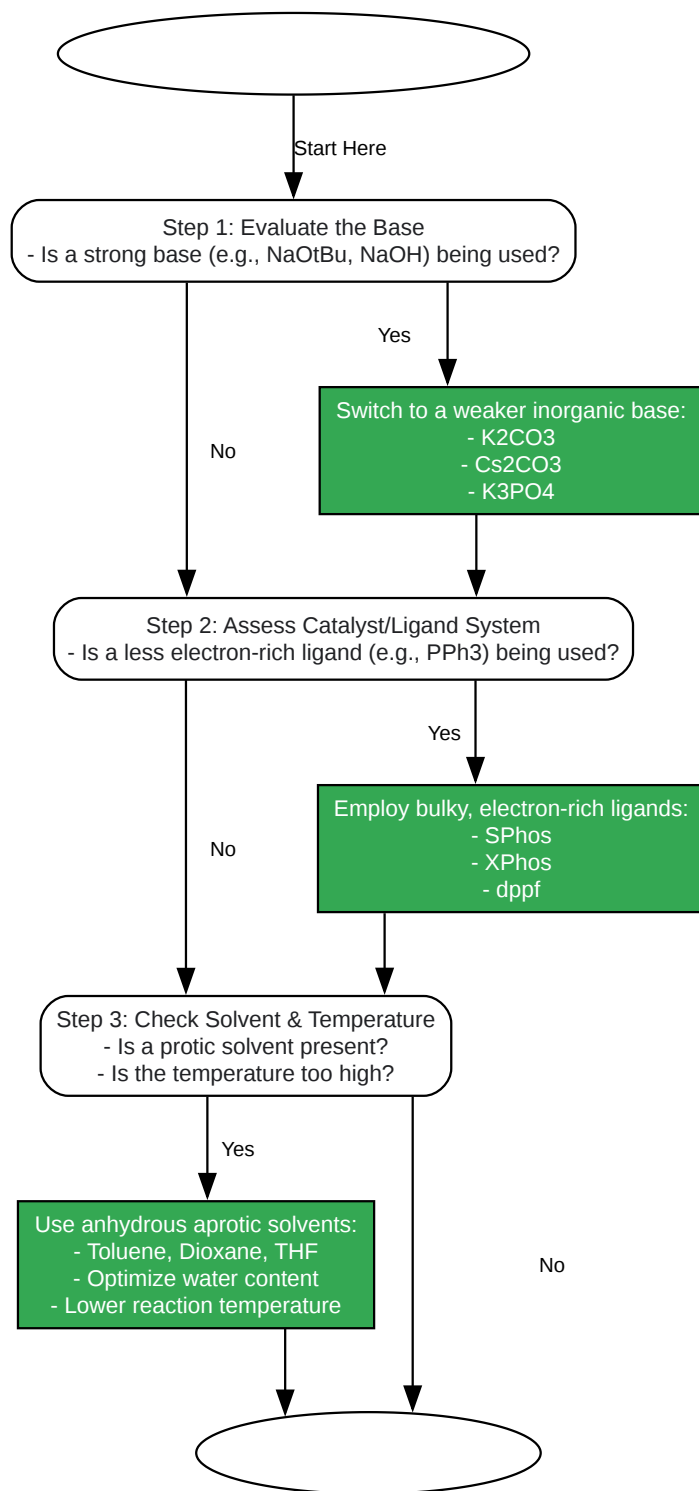 Start Here
Step 1: Evaluate the Base
- Is a strong base (e.g., NaOtBu, NaOH) being used?
Yes
No
Switch to a weaker inorganic base:
- K2CO3
- Cs2CO3
- K3PO4
Step 2: Assess Catalyst/Ligand System
- Is a less electron-rich ligand (e.g., PPh3) being used?
Yes
No
Employ bulky, electron-rich ligands:
- SPhos
- XPhos
- dppf
Step 3: Check Solvent & Temperature
- Is a protic solvent present?
- Is the temperature too high?
Yes
No
Use anhydrous aprotic solvents:
- Toluene, Dioxane, THF
- Optimize water content
- Lower reaction temperature